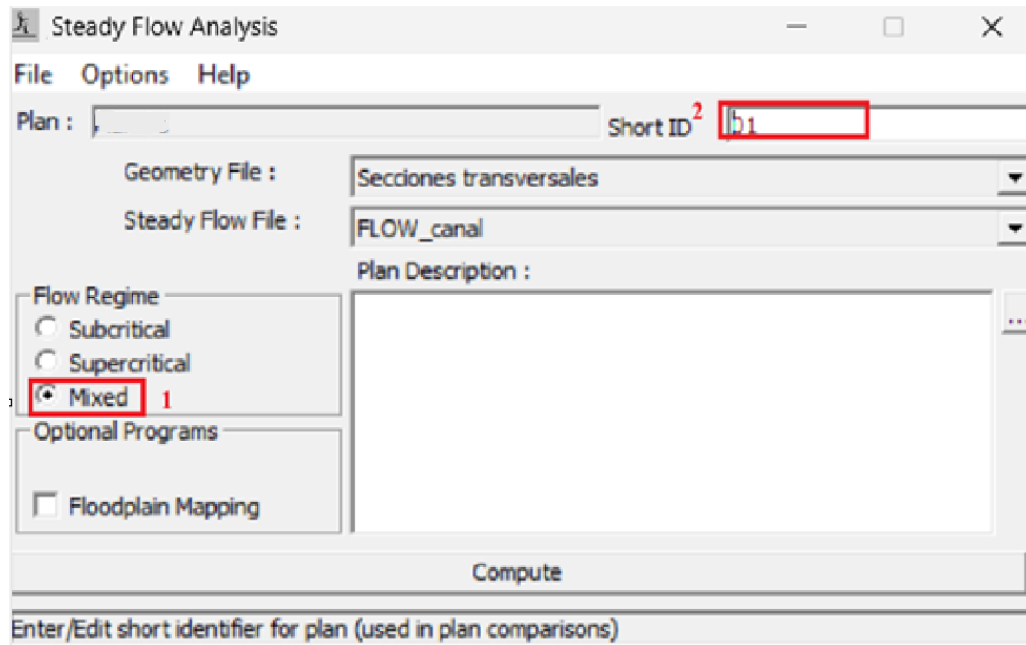 Steady Flow Analysis
File Options Help
Plan : Short ID 2
Geometry File : Secciones transversales
Steady Flow File : FLOW_canal
Plan Description :
Flow Regime
Subcritical
Supercritical
...
Mixed 1
Optional Programs
Floodplain Mapping
Compute
Enter/Edit short identifier for plan (used in plan comparisons)